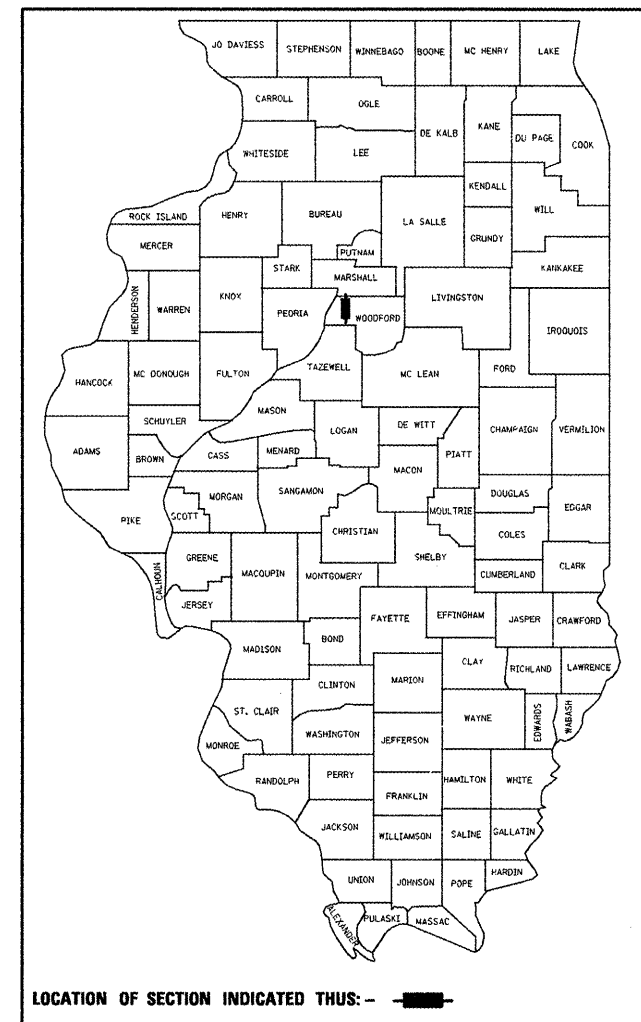 JO DAVIESS STEPHENSON WINNEBAGO BOONE MC HENRY LAKE
CARROLL OGLE DE KALB KANE DU PAGE COOK
WHITESIDE LEE
KENDALL
ROCK ISLAND HENRY BUREAU LA SALLE GRUNDY WILL
MERCER PUTNAM
STARK MARSHALL KANKAKEE
HENDERSON WARREN KNOX PEORIA WOODFORD LIVINGSTON IROQUOIS
HANCOCK MC DONOUGH FULTON TAZEWELL MC LEAN FORD
MASON
SCHUYLER LOGAN DE WITT CHAMPAIGN VERMILION
ADAMS BROWN CASS MENARD MACON PIATT
MORGAN SANGAMON DOUGLAS
PIKE SCOTT CHRISTIAN MOULTRIE COLES EDGAR
GREENE SHELBY
CALHOUN MACOUPIN MONTGOMERY CUMBERLAND CLARK
JERSEY FAYETTE EFFINGHAM JASPER CRAWFORD
MADISON BOND
CLAY RICHLAND LAWRENCE
CLINTON MARION
ST. CLAIR WAYNE EDWARDS WABASH
WASHINGTON JEFFERSON
MONROE
RANDOLPH PERRY HAMILTON WHITE
FRANKLIN
JACKSON WILLIAMSON SALINE GALLATIN
UNION JOHNSON POPE HARDIN
ALEXANDER PULASKI MASSAC
LOCATION OF SECTION INDICATED THUS: –